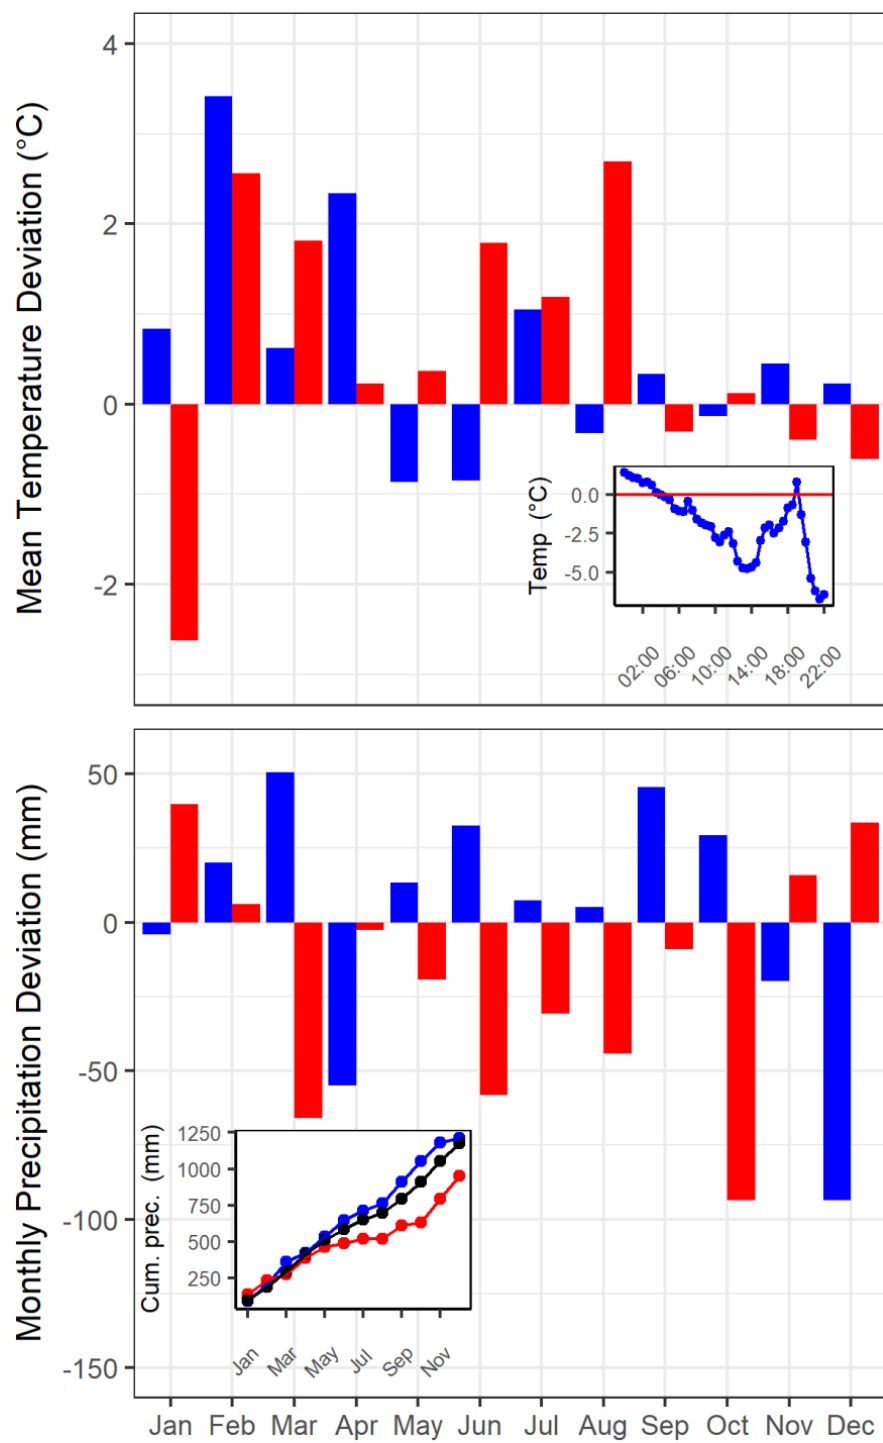 Mean Temperature Deviation (°C)
4
2
0
-2
Temp (°C)
0.0
-2.5
-5.0
02:00 06:00 10:00 14:00 18:00 22:00
Monthly Precipitation Deviation (mm)
50
0
-50
-100
-150
Cum. prec. (mm)
1250
1000
750
500
250
Jan Mar May Jul Sep Nov
Jan Feb Mar Apr May Jun Jul Aug Sep Oct Nov Dec